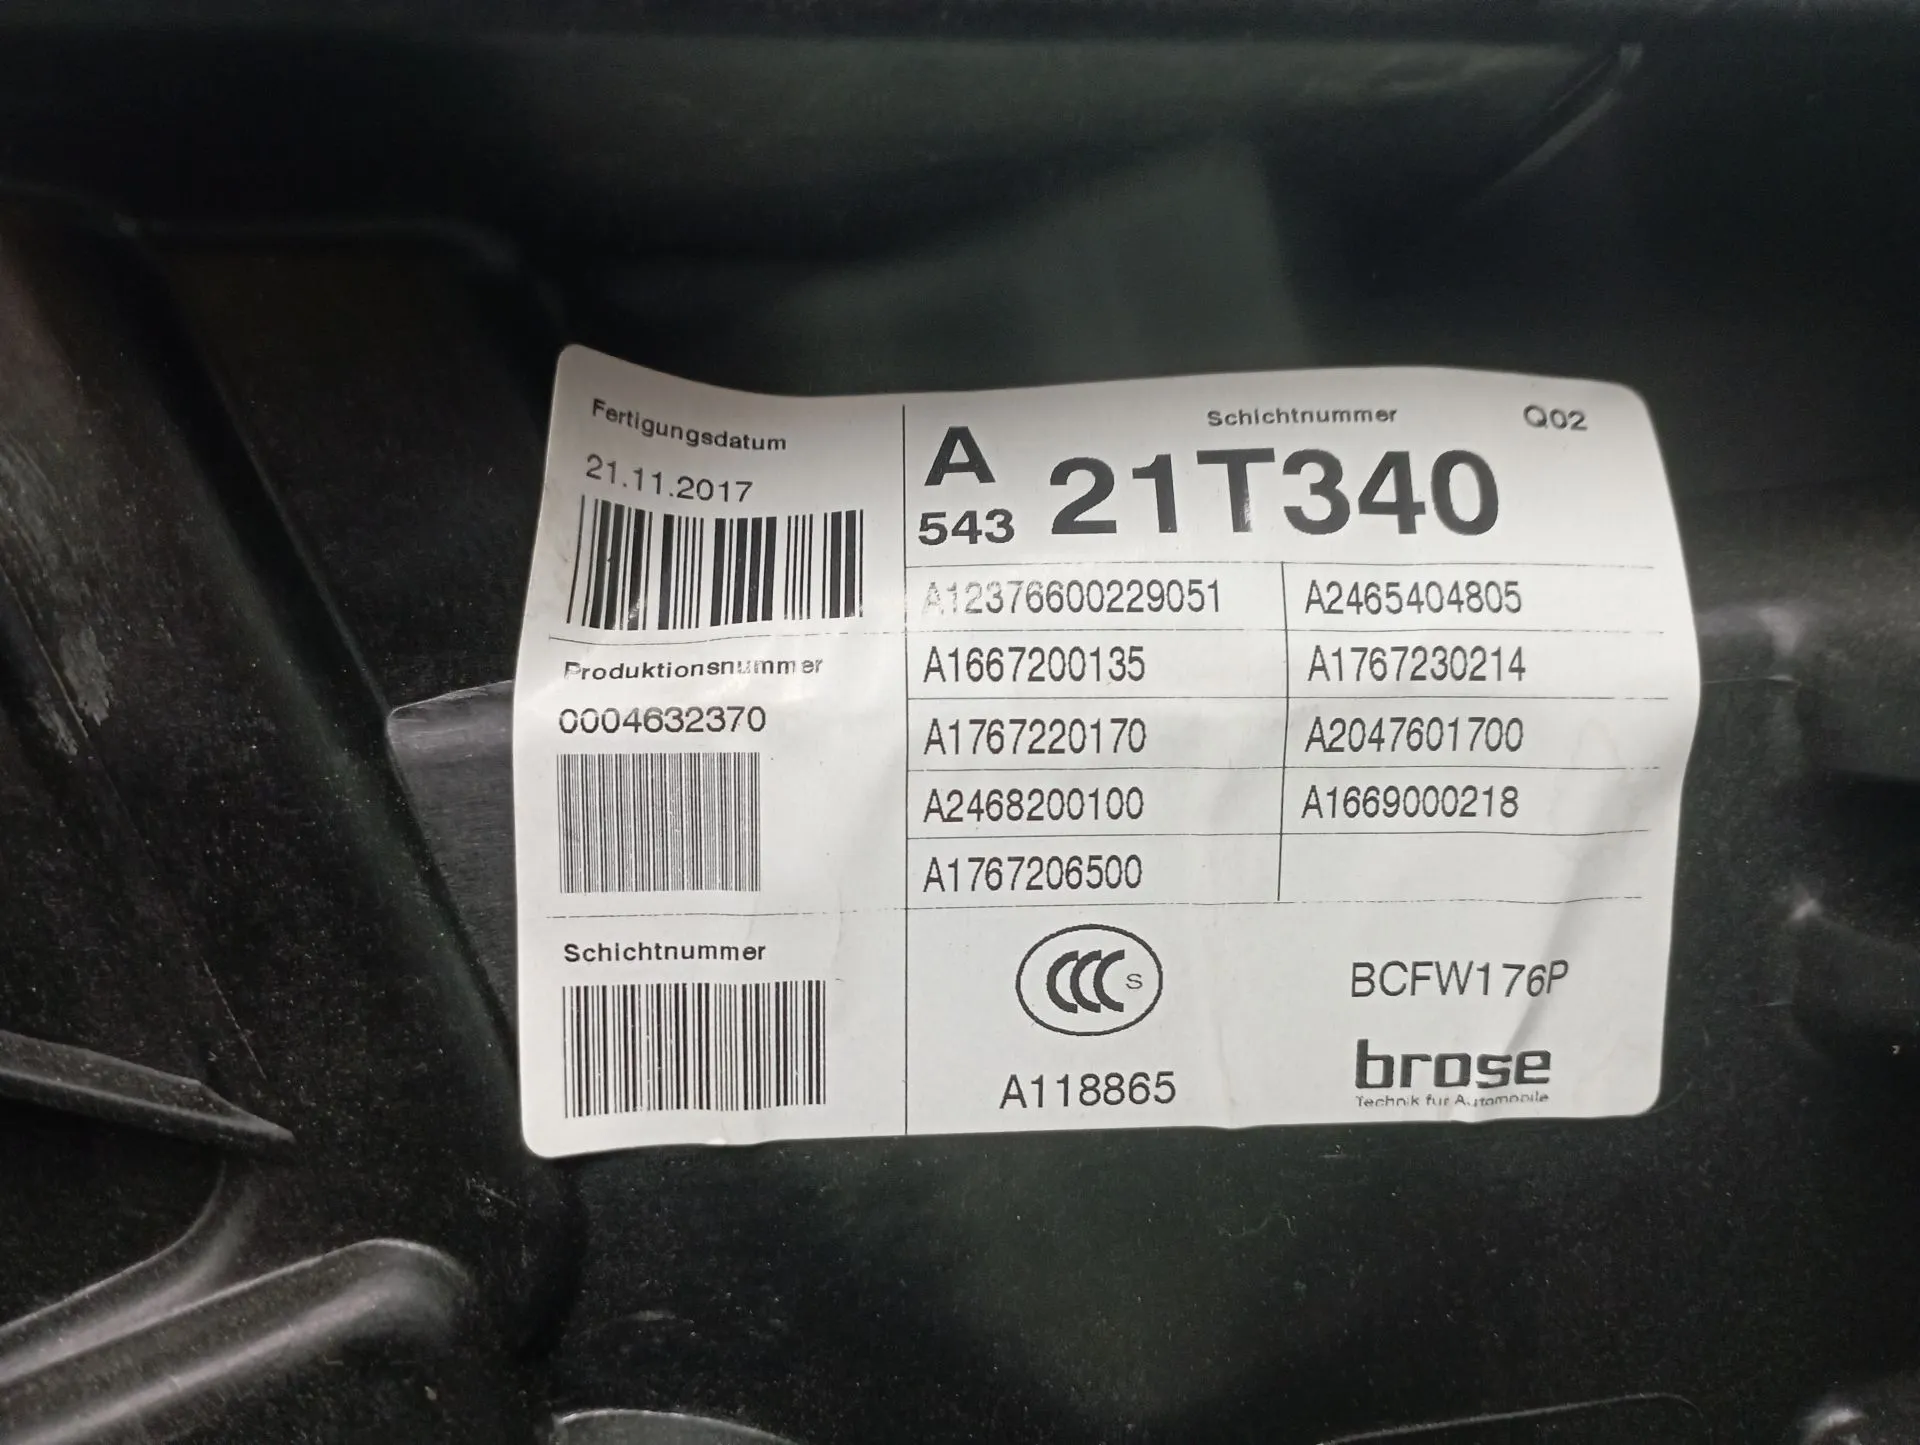 Fertigungsdatum
21.11.2017
Produktionsnummer
0004632370
Schichtnummer
A
543
Schichtnummer
Q02
21T340
A12376600229051
A2465404805
A1667200135
A1767230214
A1767220170
A2047601700
A2468200100
A1669000218
A1767206500
CCC S
A118865
BCFW176P
brose
Technik für Automobile